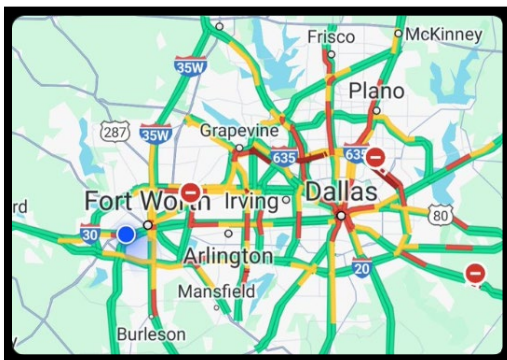 Frisco
McKinney
35W
Plano
287
35W
Grapevine
635
635
Fort Worth
Irving
Dallas
80
rd
30
Arlington
20
Mansfield
Burleson